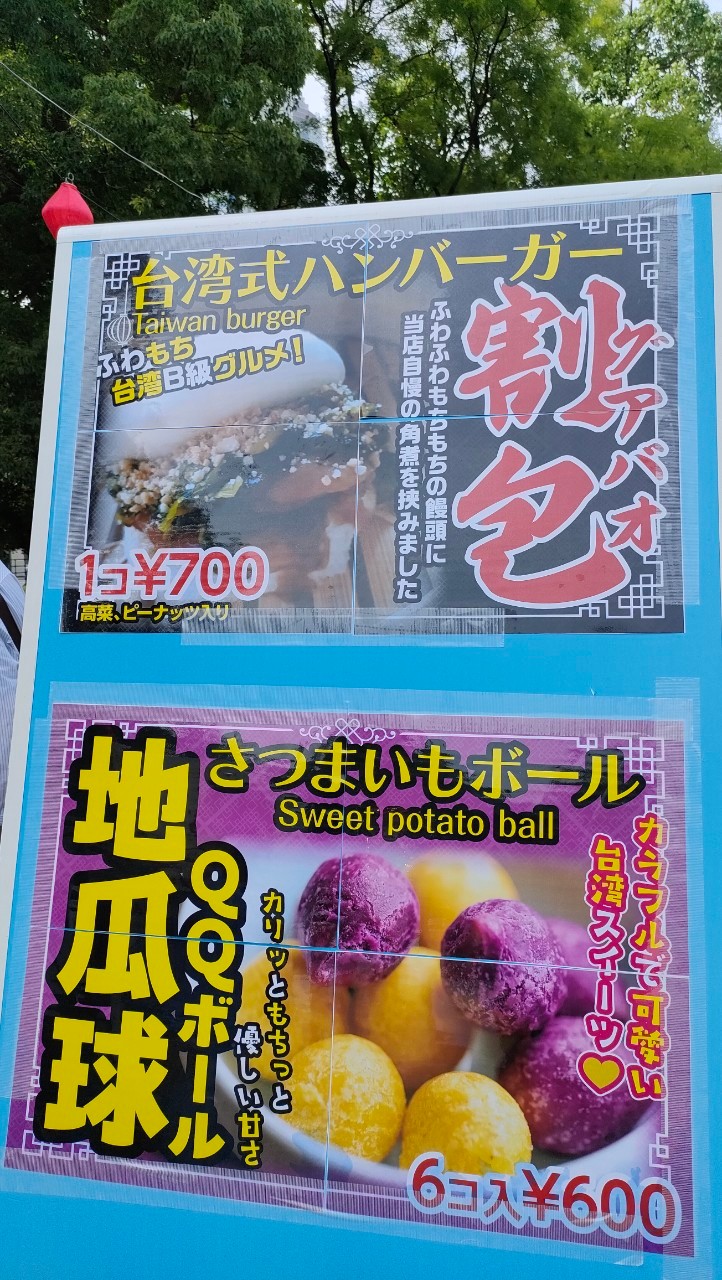 台湾式ハンバーガー
Taiwan burger
ふわもち
台湾B級グルメ!
割包
グアバオ
ふわふわもちもちの饅頭に
当店自慢の角煮を挟みました
1コ¥700
高菜、ピーナッツ入り
さつまいもボール
Sweet potato ball
地瓜球
QQボール
カリッともちっと
優しい甘さ
カラフルで可愛い
台湾スイーツ♥
6コ入¥600